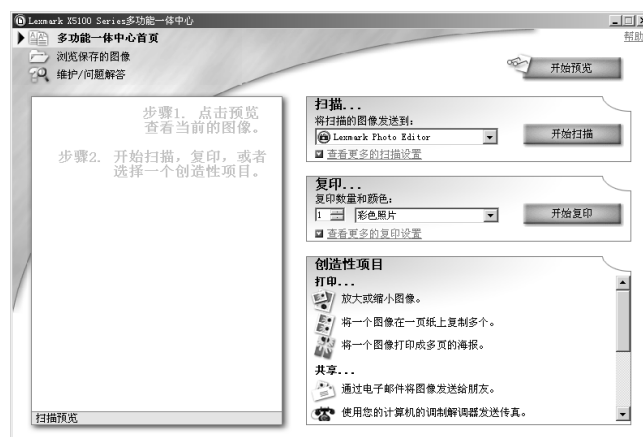 Lexmark X5100 Series多功能一体中心
多功能一体中心首页
帮助
浏览保存的图像
维护/问题解答
开始预览
步骤1. 点击预览
查看当前的图像。
步骤2. 开始扫描，复印，或者
选择一个创造性项目。
扫描预览
扫描...
将扫描的图像发送到:
Lexmark Photo Editor
开始扫描
查看更多的扫描设置
复印...
复印数量和颜色:
1 彩色照片
开始复印
查看更多的复印设置
创造性项目
打印...
放大或缩小图像。
将一个图像在一页纸上复制多个。
将一个图像打印成多页的海报。
共享...
通过电子邮件将图像发送给朋友。
使用您的计算机的调制解调器发送传真。